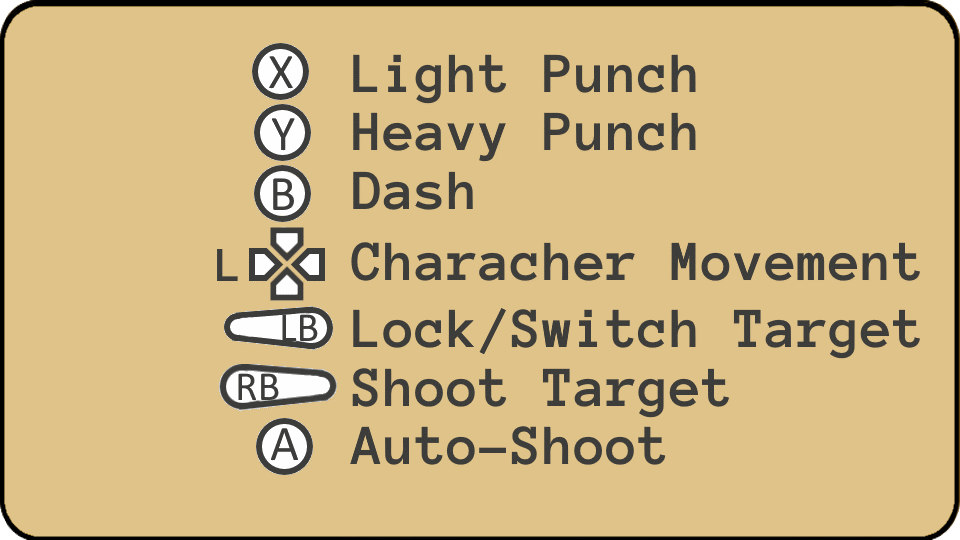 X Light Punch
Y Heavy Punch
B Dash
L Characher Movement
LB Lock/Switch Target
RB Shoot Target
A Auto-Shoot